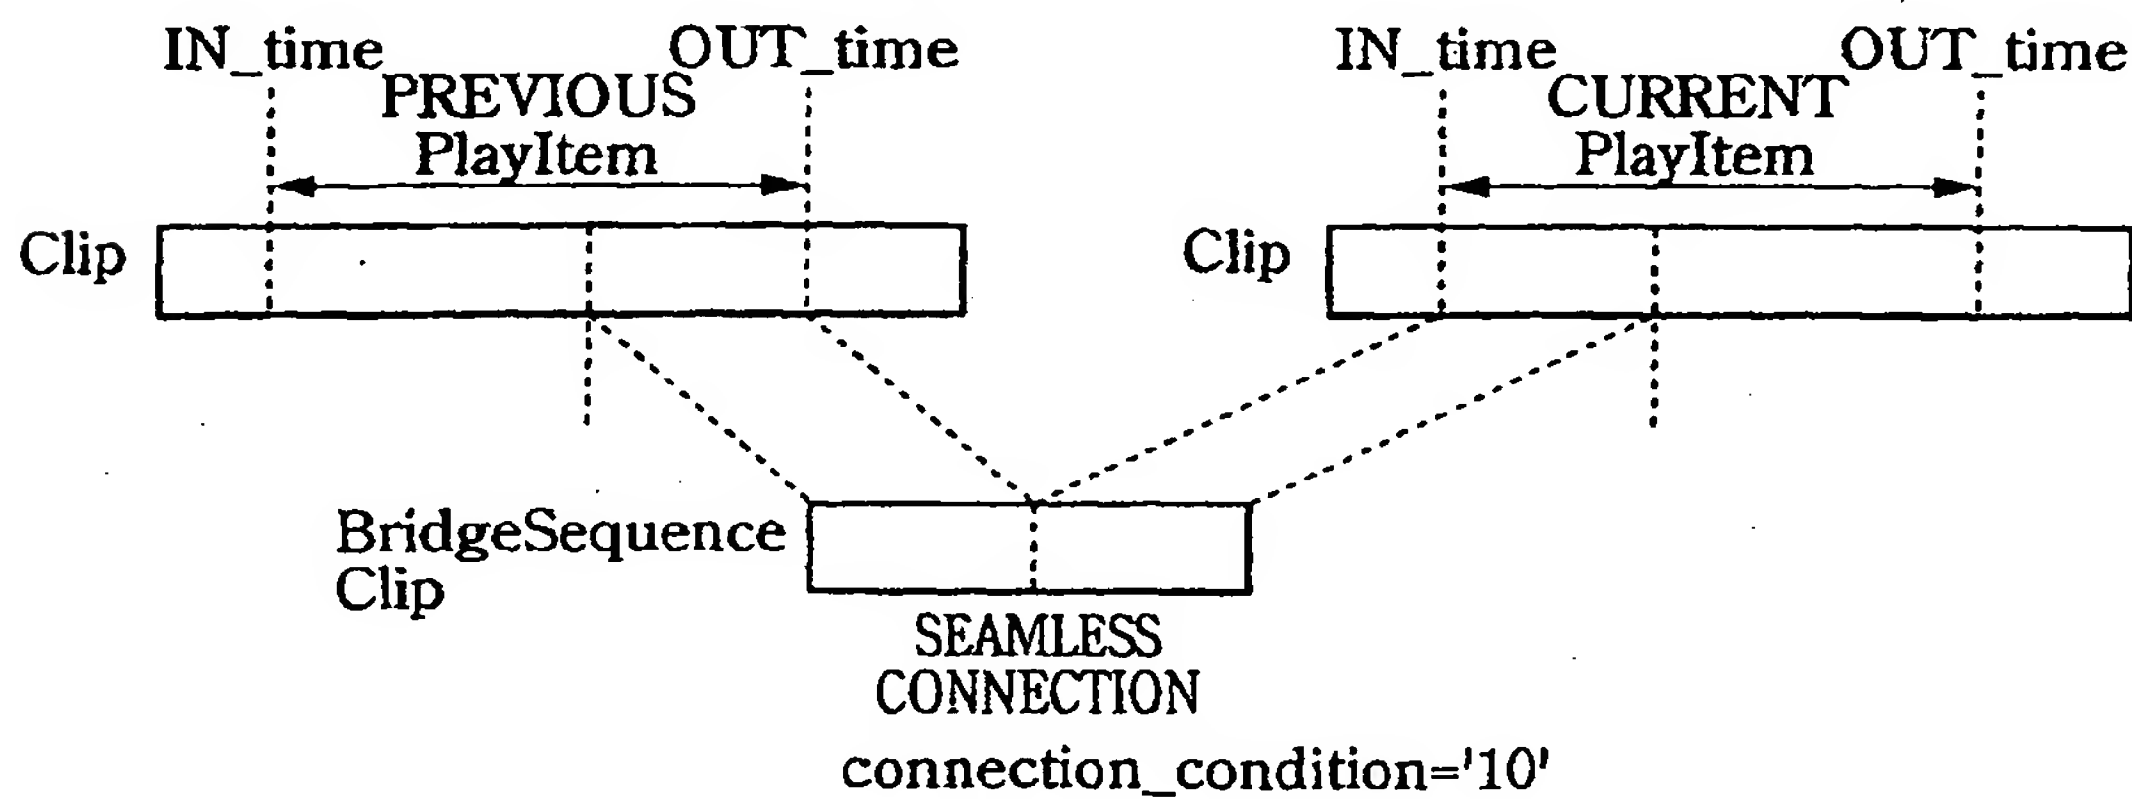 IN_time
OUT_time
PREVIOUS
PlayItem
Clip
IN_time
OUT_time
CURRENT
PlayItem
Clip
BridgeSequence
Clip
SEAMLESS
CONNECTION
connection_condition='10'